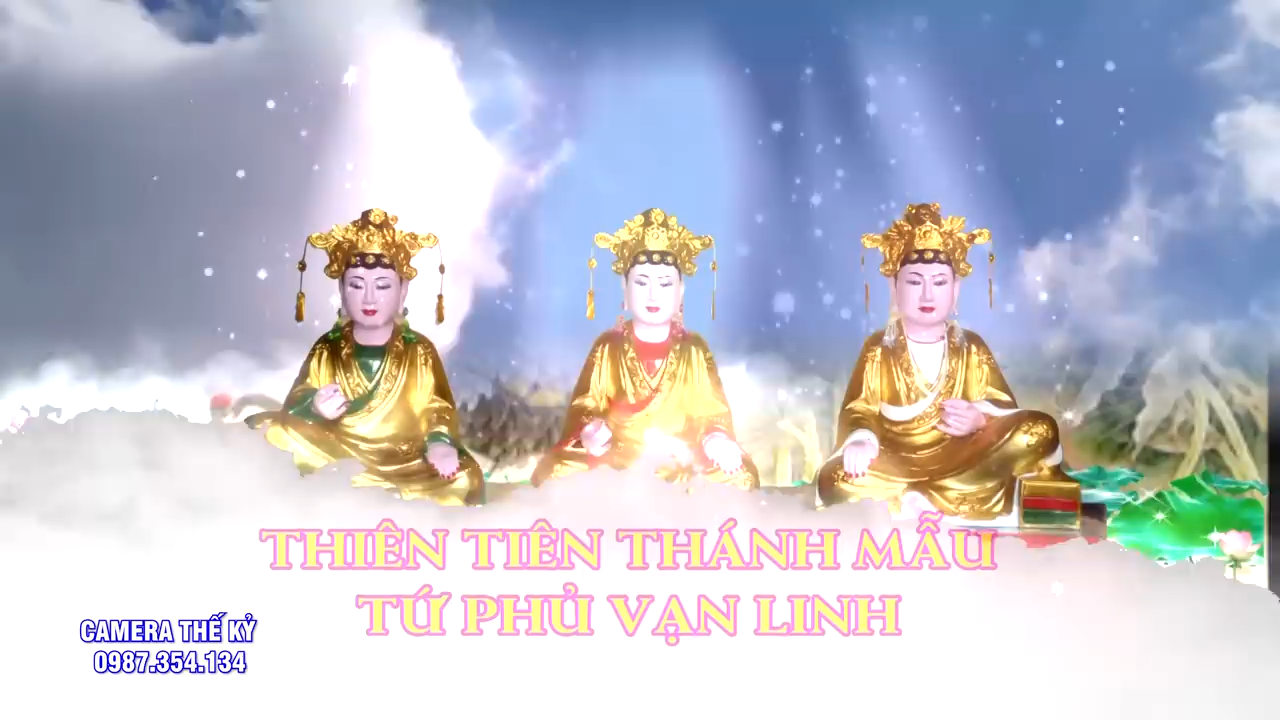 THIÊN TIÊN THÁNH MẪU
TỨ PHỦ VẠN LINH
CAMERA THẾ KỶ
0987.354.134